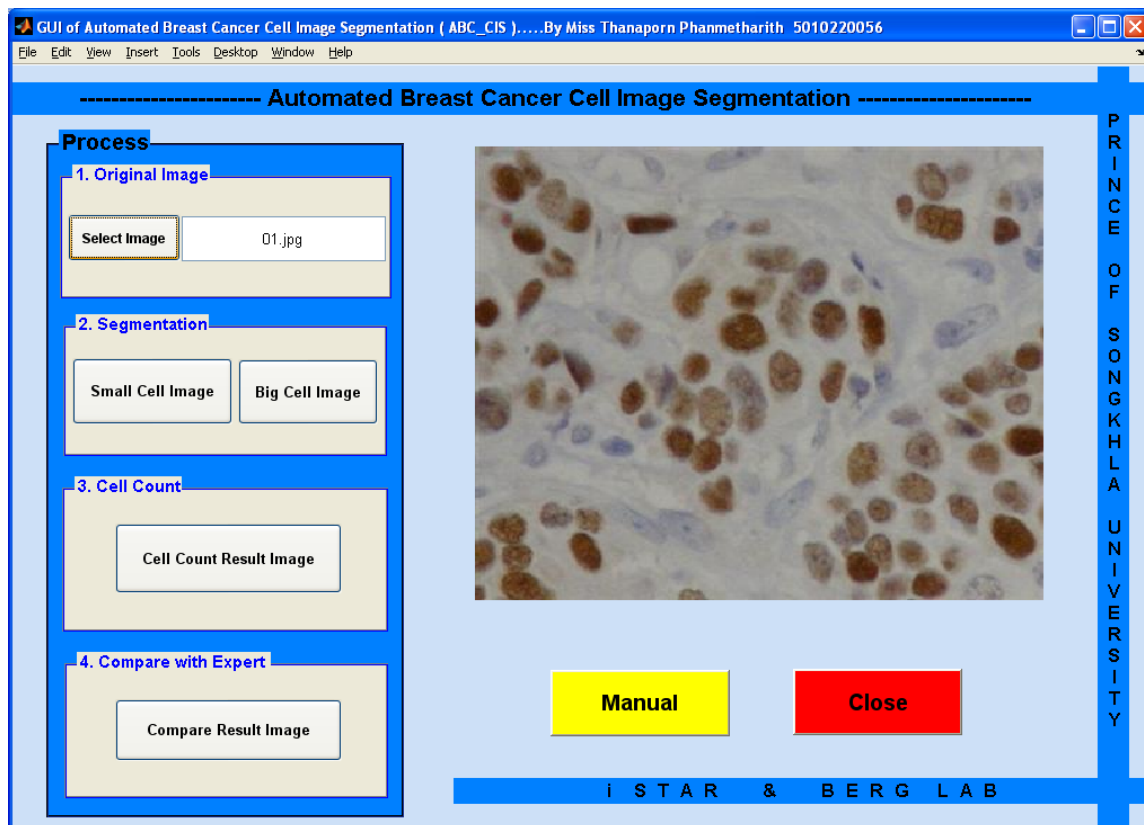 GUI of Automated Breast Cancer Cell Image Segmentation ( ABC_CIS ).....By Miss Thanaporn Phanmetharith 5010220056
File Edit View Insert Tools Desktop Window Help
---------------------- Automated Breast Cancer Cell Image Segmentation ----------------------
Process
1. Original Image
Select Image 01.jpg
2. Segmentation
Small Cell Image Big Cell Image
3. Cell Count
Cell Count Result Image
4. Compare with Expert
Compare Result Image
Manual Close
i STAR & BERG LAB
PRINCE OF SONGKHLA UNIVERSITY